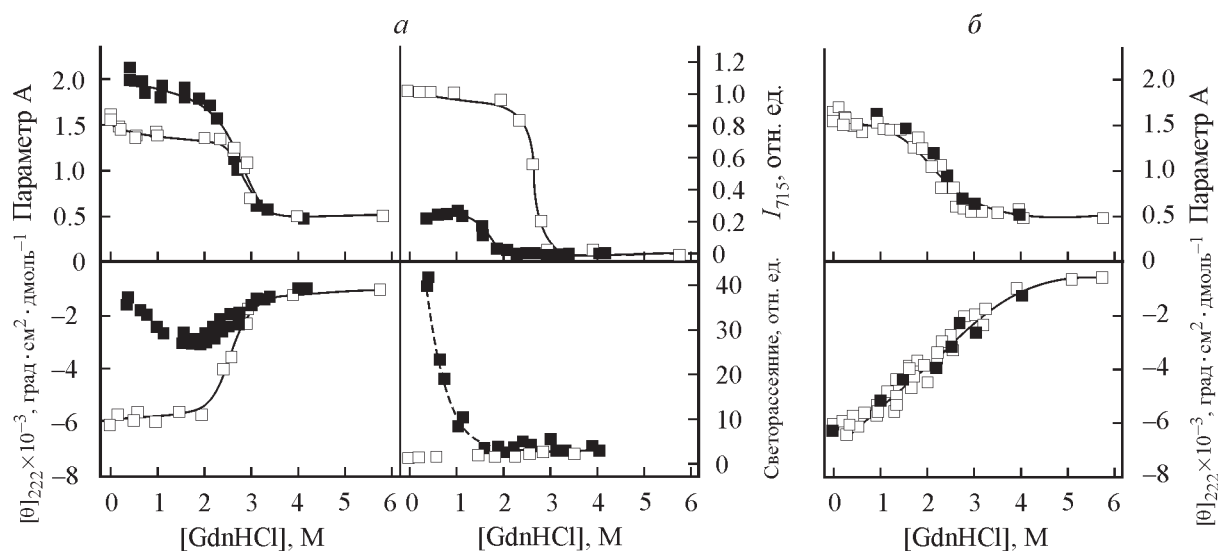 а б
Параметр А
2.0
1.5
1.0
0.5
0
1.2
1.0
0.8
0.6
0.4
0.2
0
I₇₁₅, отн. ед.
2.0
1.5
1.0
0.5
0
Параметр А
[θ]₂₂₂×10⁻³, град·см²·дмоль⁻¹
−2
−4
−6
−8
40
30
20
10
0
Светорассеяние, отн. ед.
−2
−4
−6
−8
[θ]₂₂₂×10⁻³, град·см²·дмоль⁻¹
0 1 2 3 4 5 6
0 1 2 3 4 5 6
0 1 2 3 4 5 6
[GdnHCl], М
[GdnHCl], М
[GdnHCl], М